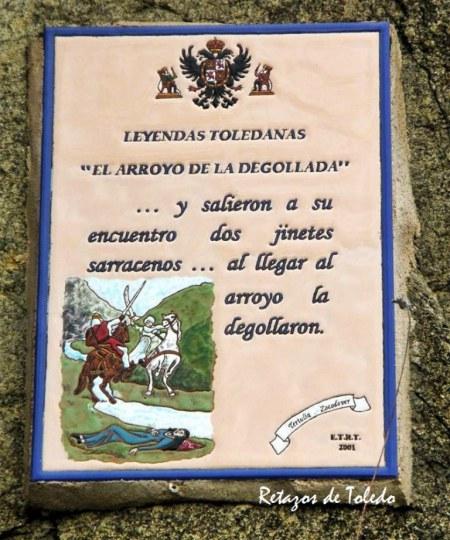 LEYENDAS TOLEDANAS
"EL ARROYO DE LA DEGOLLADA"
... y salieron a su
encuentro dos jinetes
sarracenos ... al llegar al
arroyo la
degollaron.
Tertulia Zocodover
E.T.R.T.
2001
Retazos de Toledo